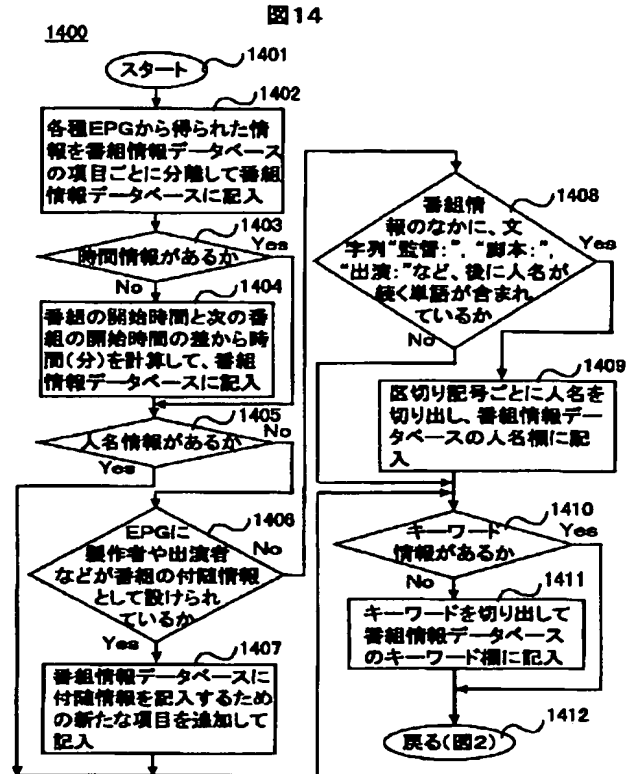 図14
1400
スタート
1401
1402
各種EPGから得られた情
報を番組情報データベース
の項目ごとに分離して番組
情報データベースに記入
1403
時間情報があるか
Yes
No
1404
番組の開始時間と次の番
組の開始時間の差から時
間(分)を計算して、番組
情報データベースに記入
1405
人名情報があるか
No
Yes
1406
EPGに
製作者や出演者
などが番組の付随情報
として設けられ
ているか
No
Yes
1407
番組情報データベースに
付随情報を記入するため
の新たな項目を追加して
記入
1408
番組情
報のなかに、文
字列“監督:”, “脚本:”,
“出演:”など、後に人名が
続く単語が含まれ
ているか
Yes
No
1409
区切り記号ごとに人名を
切り出し、番組情報デー
タベースの人名欄に記
入
1410
キーワード
情報があるか
Yes
No
1411
キーワードを切り出して
番組情報データベース
のキーワード欄に記入
1412
戻る(図2)